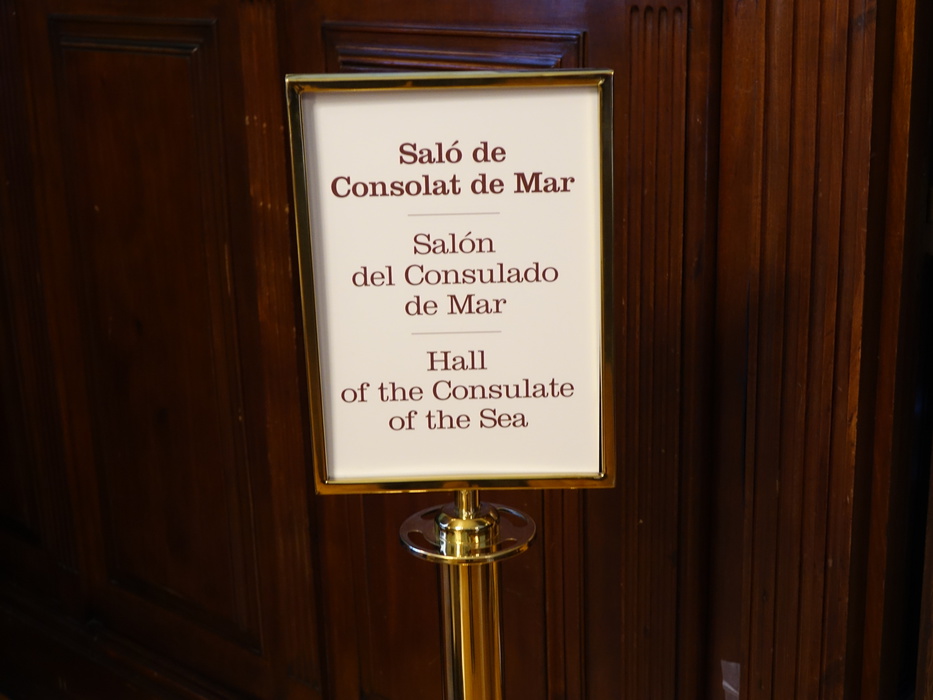 Saló de
Consolat de Mar
Salón
del Consulado
de Mar
Hall
of the Consulate
of the Sea